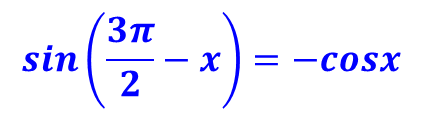 sin(3π/2 − x) = −cosx